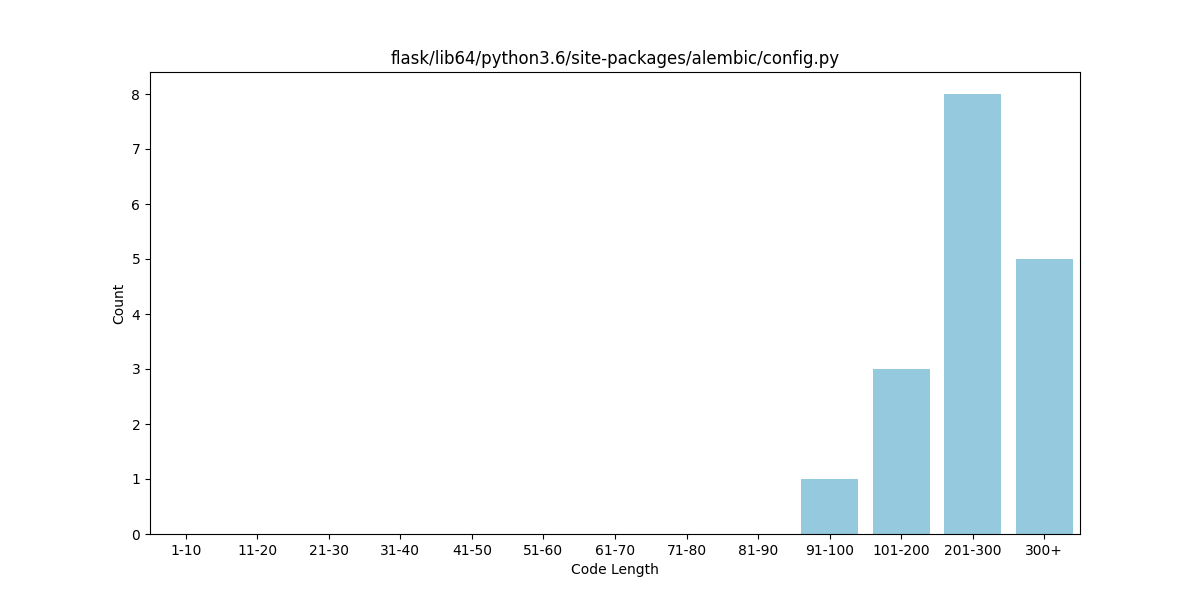 flask/lib64/python3.6/site-packages/alembic/config.py
8
7
6
5
4
3
2
1
0
Count
1-10 11-20 21-30 31-40 41-50 51-60 61-70 71-80 81-90 91-100 101-200 201-300 300+
Code Length